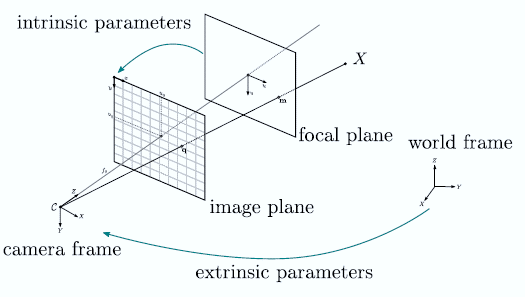 intrinsic parameters
X
m
focal plane
world frame
Z
Y
X
q
image plane
Z
C
X
Y
camera frame
extrinsic parameters